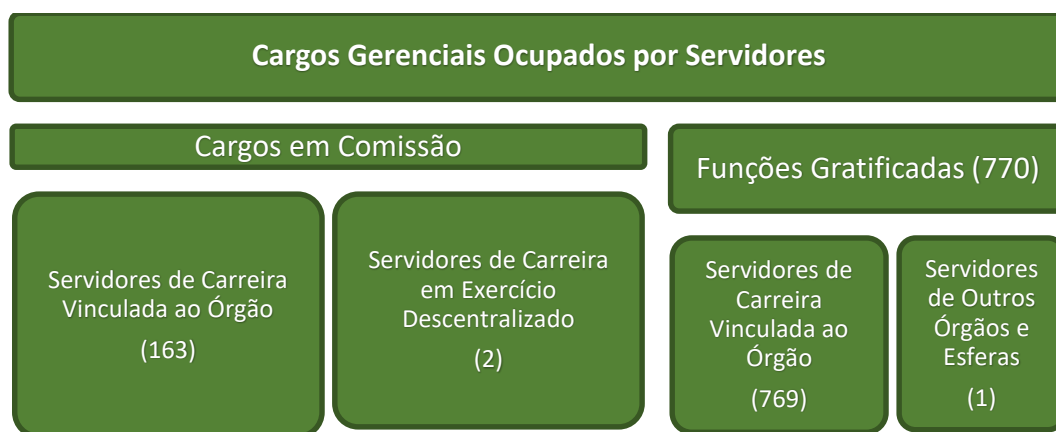 Cargos Gerenciais Ocupados por Servidores
Cargos em Comissão
Funções Gratificadas (770)
Servidores de Carreira
Vinculada ao Órgão
(163)
Servidores de Carreira
em Exercício
Descentralizado
(2)
Servidores de
Carreira
Vinculada ao
Órgão
(769)
Servidores
de Outros
Órgãos e
Esferas
(1)